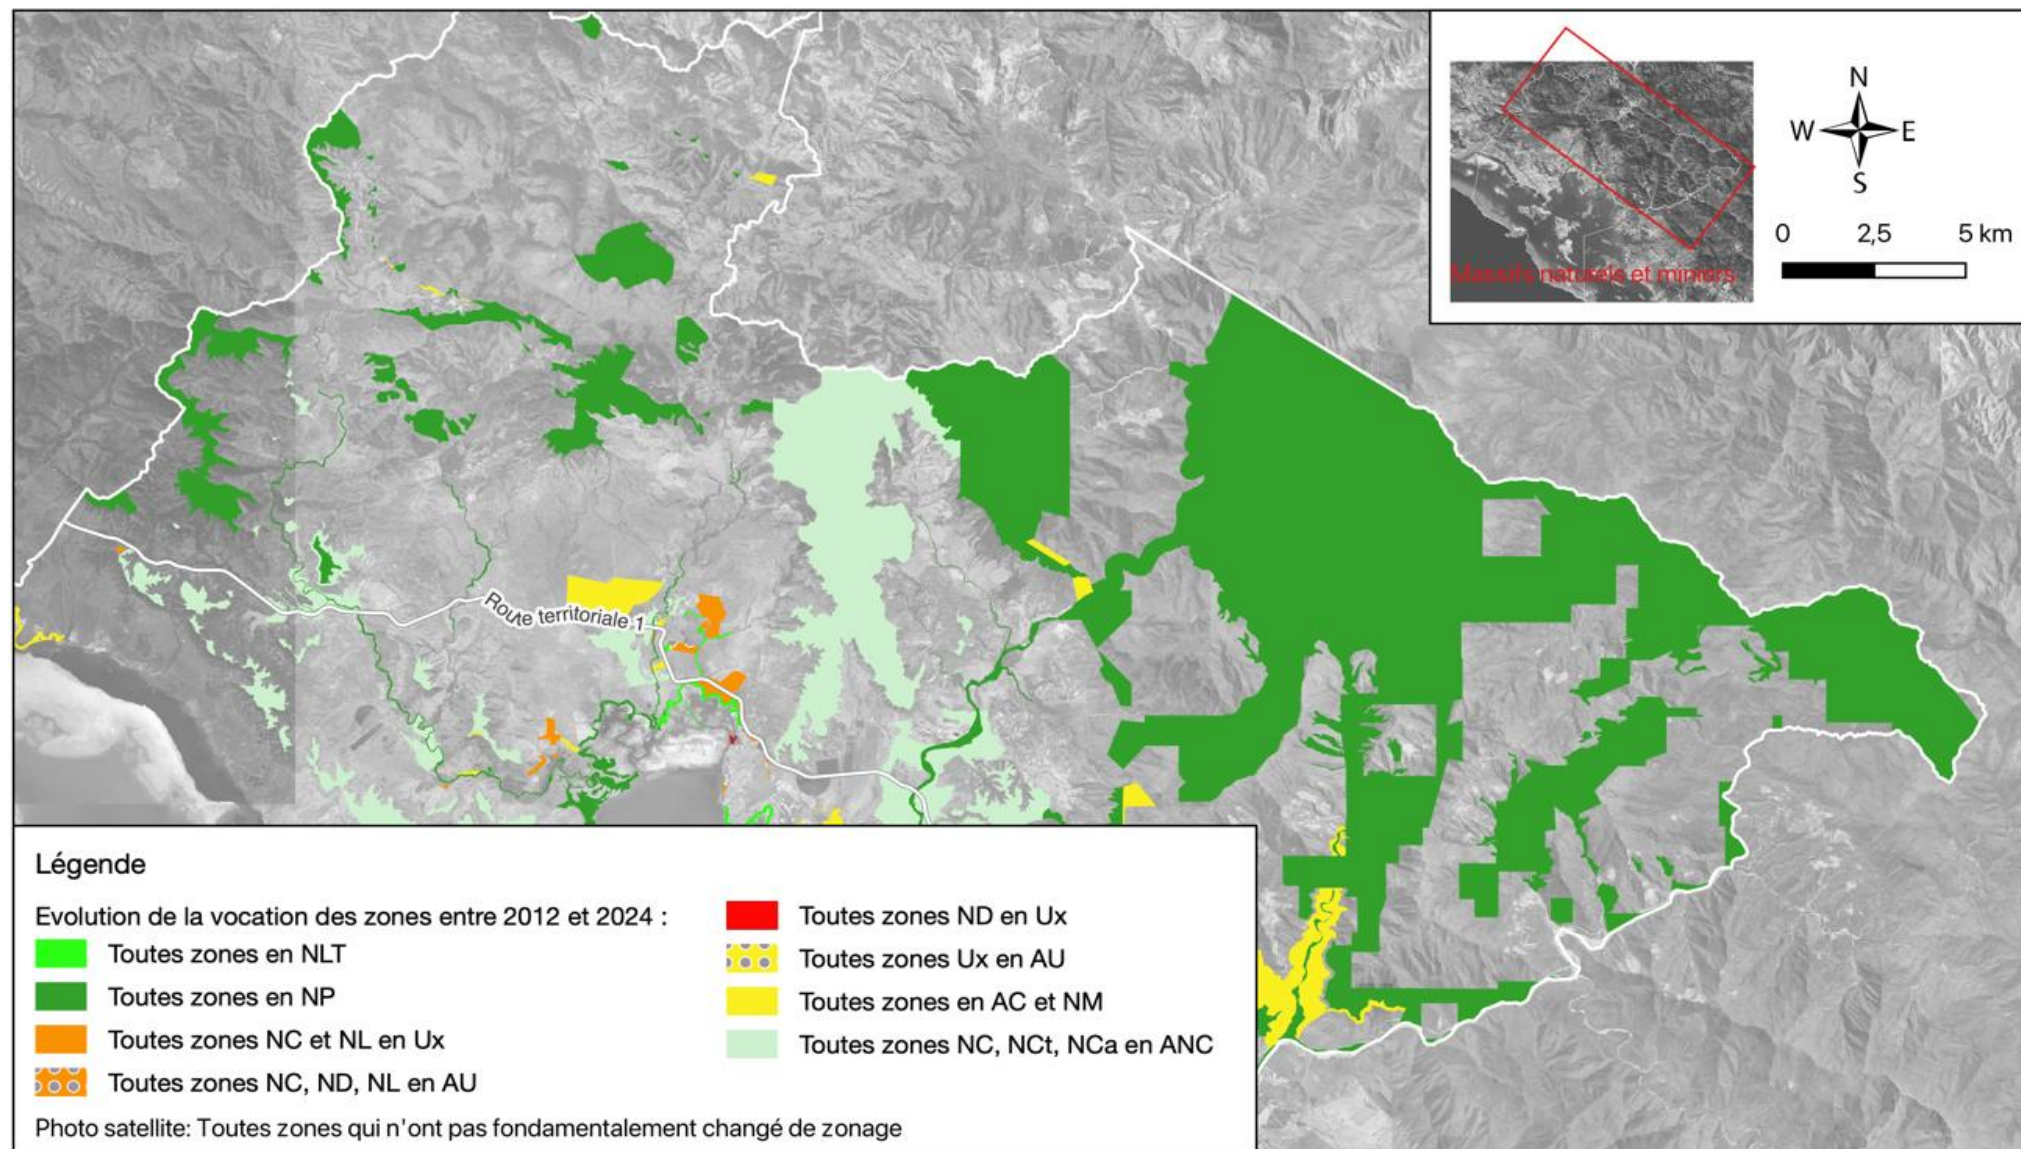 N
W E
S
0 2,5 5 km
Massifs naturels et miniers
Route territoriale 1
Légende
Evolution de la vocation des zones entre 2012 et 2024 :
Toutes zones en NLT
Toutes zones en NP
Toutes zones NC et NL en Ux
Toutes zones NC, ND, NL en AU
Toutes zones ND en Ux
Toutes zones Ux en AU
Toutes zones en AC et NM
Toutes zones NC, NCt, NCa en ANC
Photo satellite: Toutes zones qui n'ont pas fondamentalement changé de zonage